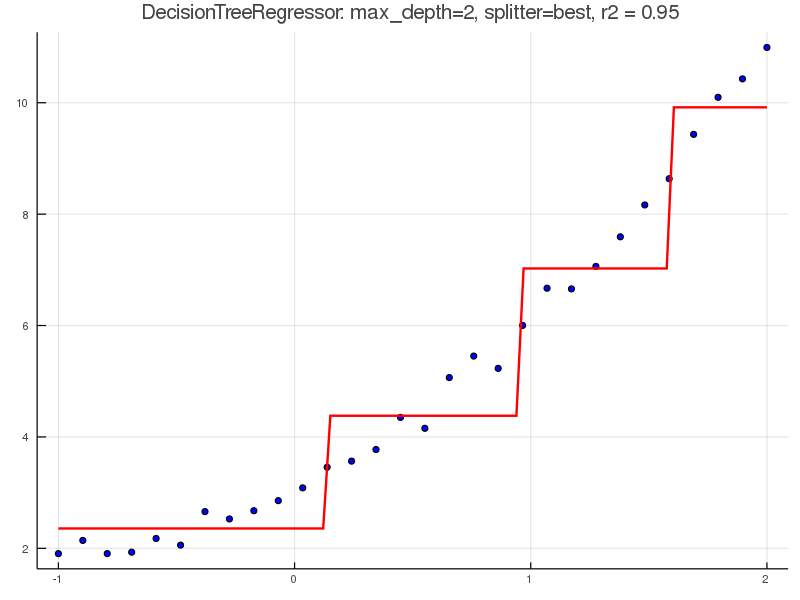 DecisionTreeRegressor: max_depth=2, splitter=best, r2 = 0.95
10
8
6
4
2
-1 0 1 2